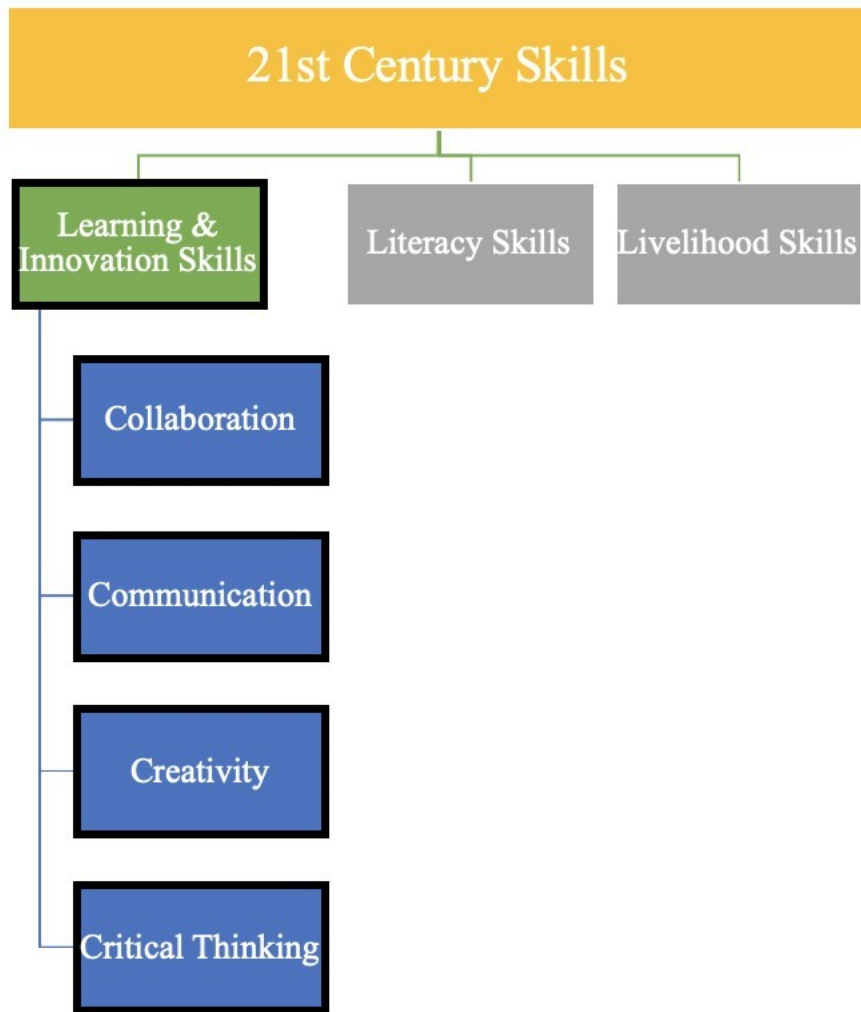 21st Century Skills
Learning &
Innovation Skills
Literacy Skills
Livelihood Skills
Collaboration
Communication
Creativity
Critical Thinking